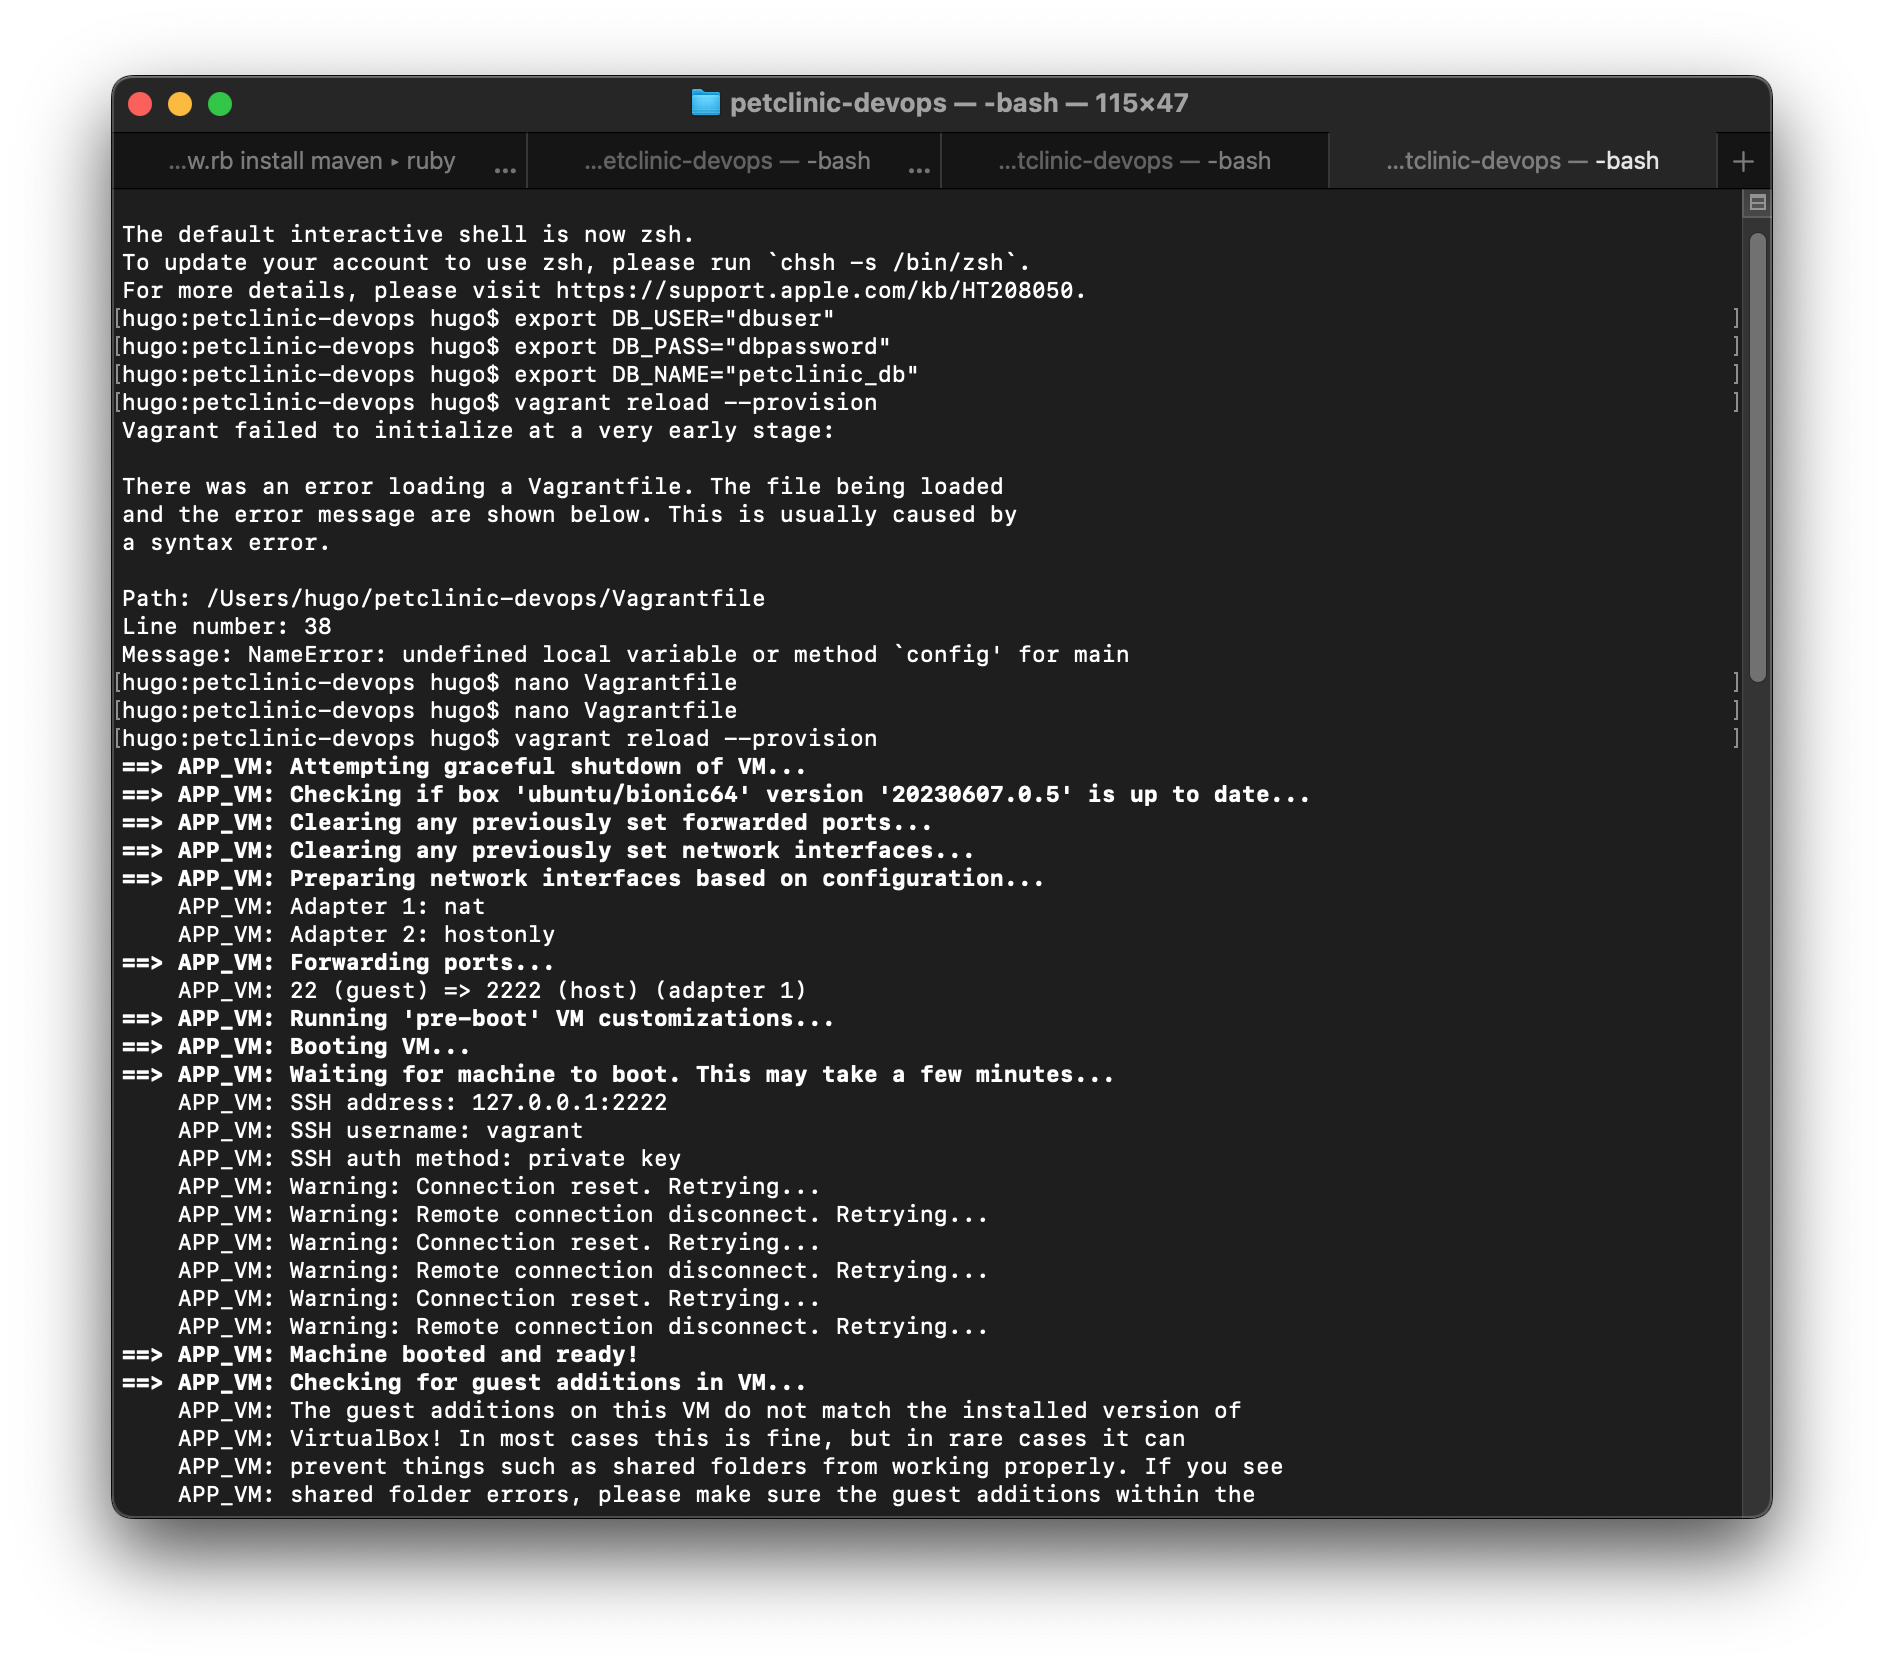 petclinic-devops — -bash — 115×47
...w.rb install maven ▸ ruby ...
...etclinic-devops — -bash ...
...tclinic-devops — -bash
...tclinic-devops — -bash
The default interactive shell is now zsh.
To update your account to use zsh, please run `chsh -s /bin/zsh`.
For more details, please visit https://support.apple.com/kb/HT208050.
[hugo:petclinic-devops hugo$ export DB_USER="dbuser" ]
[hugo:petclinic-devops hugo$ export DB_PASS="dbpassword" ]
[hugo:petclinic-devops hugo$ export DB_NAME="petclinic_db" ]
[hugo:petclinic-devops hugo$ vagrant reload --provision ]
Vagrant failed to initialize at a very early stage:
There was an error loading a Vagrantfile. The file being loaded
and the error message are shown below. This is usually caused by
a syntax error.
Path: /Users/hugo/petclinic-devops/Vagrantfile
Line number: 38
Message: NameError: undefined local variable or method `config' for main
[hugo:petclinic-devops hugo$ nano Vagrantfile ]
[hugo:petclinic-devops hugo$ nano Vagrantfile ]
[hugo:petclinic-devops hugo$ vagrant reload --provision ]
==> APP_VM: Attempting graceful shutdown of VM...
==> APP_VM: Checking if box 'ubuntu/bionic64' version '20230607.0.5' is up to date...
==> APP_VM: Clearing any previously set forwarded ports...
==> APP_VM: Clearing any previously set network interfaces...
==> APP_VM: Preparing network interfaces based on configuration...
APP_VM: Adapter 1: nat
APP_VM: Adapter 2: hostonly
==> APP_VM: Forwarding ports...
APP_VM: 22 (guest) => 2222 (host) (adapter 1)
==> APP_VM: Running 'pre-boot' VM customizations...
==> APP_VM: Booting VM...
==> APP_VM: Waiting for machine to boot. This may take a few minutes...
APP_VM: SSH address: 127.0.0.1:2222
APP_VM: SSH username: vagrant
APP_VM: SSH auth method: private key
APP_VM: Warning: Connection reset. Retrying...
APP_VM: Warning: Remote connection disconnect. Retrying...
APP_VM: Warning: Connection reset. Retrying...
APP_VM: Warning: Remote connection disconnect. Retrying...
APP_VM: Warning: Connection reset. Retrying...
APP_VM: Warning: Remote connection disconnect. Retrying...
==> APP_VM: Machine booted and ready!
==> APP_VM: Checking for guest additions in VM...
APP_VM: The guest additions on this VM do not match the installed version of
APP_VM: VirtualBox! In most cases this is fine, but in rare cases it can
APP_VM: prevent things such as shared folders from working properly. If you see
APP_VM: shared folder errors, please make sure the guest additions within the